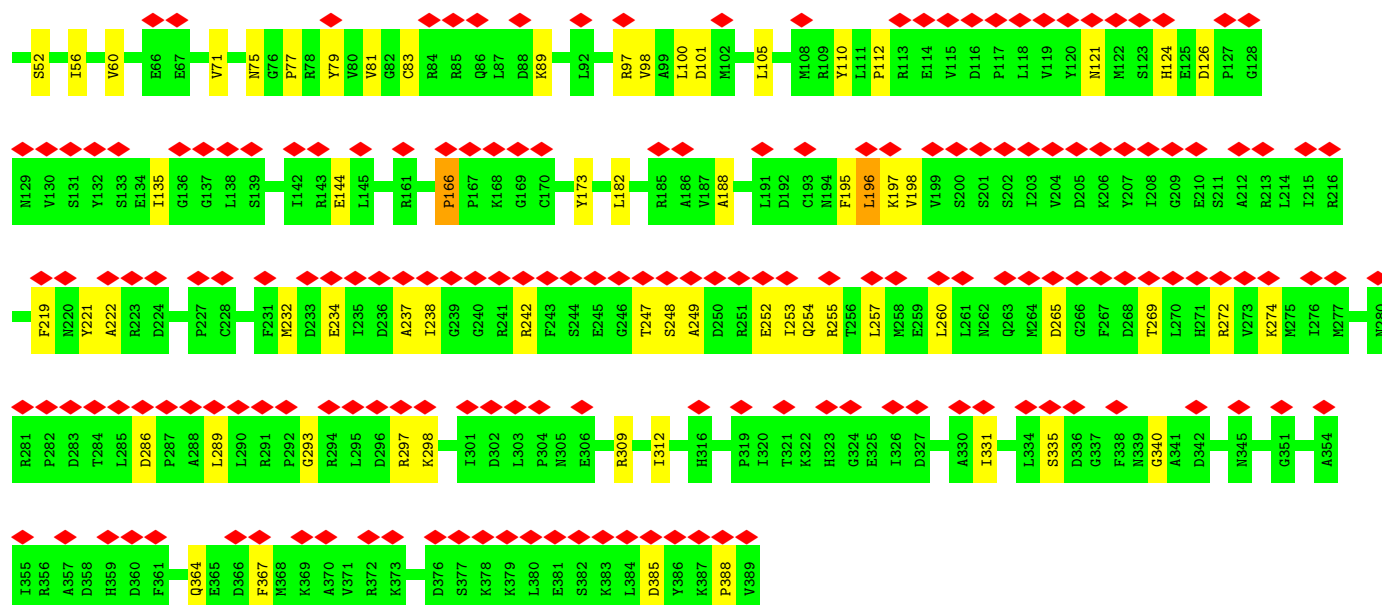 S52 I56 V60 E66 E67 V71 N75 G76 P77 R78 Y79 V80 V81 G82 C83 R84 R85 Q86 L87 D88 K89 L92 R97 V98 A99 L100 D101 M102 L105 M108 R109 Y110 L111 P112 R113 E114 V115 D116 P117 L118 V119 Y120 N121 M122 S123 H124 E125 D126 P127 G128
N129 V130 S131 Y132 S133 E134 I135 G136 G137 L138 S139 I142 R143 E144 L145 R161 P166 P167 K168 G169 C170 Y173 L182 R185 A186 V187 A188 L191 D192 C193 N194 F195 L196 K197 V198 V199 S200 S201 S202 I203 V204 D205 K206 Y207 I208 G209 E210 S211 A212 R213 L214 I215 R216
F219 N220 Y221 A222 R223 D224 P227 C228 F231 M232 D233 E234 I235 D236 A237 I238 G239 G240 R241 R242 F243 S244 E245 G246 T247 S248 A249 D250 R251 E252 I253 Q254 R255 T256 L257 M258 E259 L260 L261 N262 Q263 M264 D265 G266 F267 D268 T269 L270 H271 R272 V273 K274 M275 I276 M277 N280
R281 P282 D283 T284 L285 D286 P287 A288 L289 L290 R291 P292 G293 R294 L295 D296 R297 K298 I301 D302 L303 P304 N305 E306 R309 I312 H316 P319 I320 T321 K322 H323 G324 E325 I326 D327 A330 I331 L334 S335 D336 G337 F338 N339 G340 A341 D342 N345 G351 A354
I355 R356 A357 D358 H359 D360 F361 Q364 E365 D366 F367 M368 K369 A370 V371 R372 K373 D376 S377 K378 K379 L380 E381 S382 K383 L384 D385 Y386 K387 P388 V389